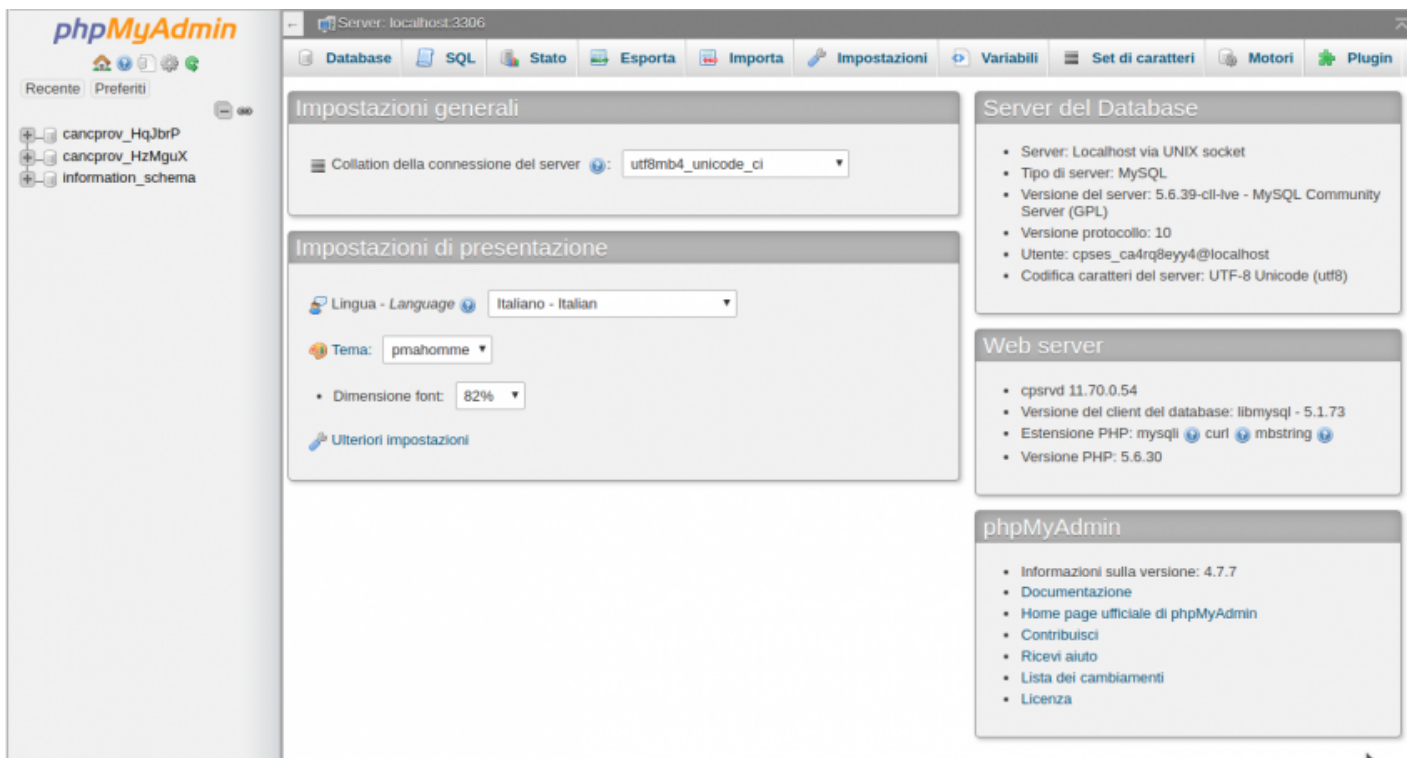 phpMyAdmin
Recente Preferiti
cancprov_HqJbrP
cancprov_HzMguX
information_schema
Server: localhost:3306
Database SQL Stato Esporta Importa Impostazioni Variabili Set di caratteri Motori Plugin
Impostazioni generali
Collation della connessione del server : utf8mb4_unicode_ci
Impostazioni di presentazione
Lingua - Language Italiano - Italian
Tema: pmahomme
• Dimensione font: 82%
Ulteriori impostazioni
Server del Database
• Server: Localhost via UNIX socket
• Tipo di server: MySQL
• Versione del server: 5.6.39-cll-lve - MySQL Community
Server (GPL)
• Versione protocollo: 10
• Utente: cpses_ca4rq8eyy4@localhost
• Codifica caratteri del server: UTF-8 Unicode (utf8)
Web server
• cpsrvd 11.70.0.54
• Versione del client del database: libmysql - 5.1.73
• Estensione PHP: mysqli curl mbstring
• Versione PHP: 5.6.30
phpMyAdmin
• Informazioni sulla versione: 4.7.7
• Documentazione
• Home page ufficiale di phpMyAdmin
• Contribuisci
• Ricevi aiuto
• Lista dei cambiamenti
• Licenza